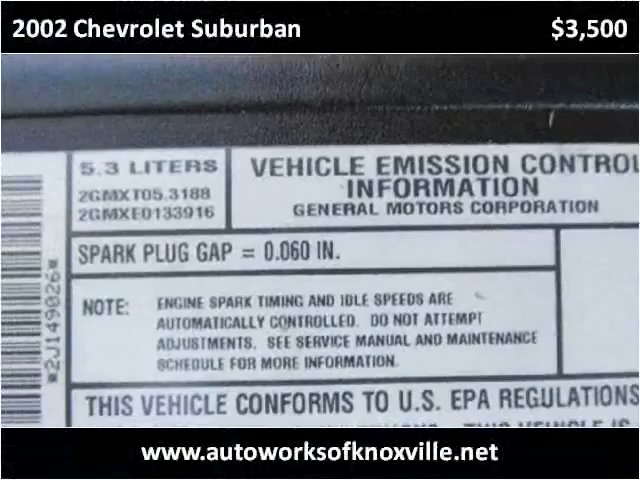 2002 Chevrolet Suburban $3,500
5.3 LITERS
2GMXT05.3188
2GMXE0133916
VEHICLE EMISSION CONTROL
INFORMATION
GENERAL MOTORS CORPORATION
SPARK PLUG GAP = 0.060 IN.
NOTE: ENGINE SPARK TIMING AND IDLE SPEEDS ARE
AUTOMATICALLY CONTROLLED. DO NOT ATTEMPT
ADJUSTMENTS. SEE SERVICE MANUAL AND MAINTENANCE
SCHEDULE FOR MORE INFORMATION.
*2J149026*
THIS VEHICLE CONFORMS TO U.S. EPA REGULATIONS
www.autoworksofknoxville.net